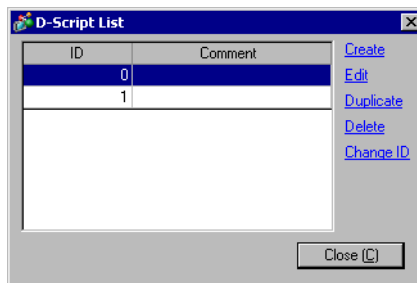 D-Script List
ID Comment
0
1
Create
Edit
Duplicate
Delete
Change ID
Close (C)